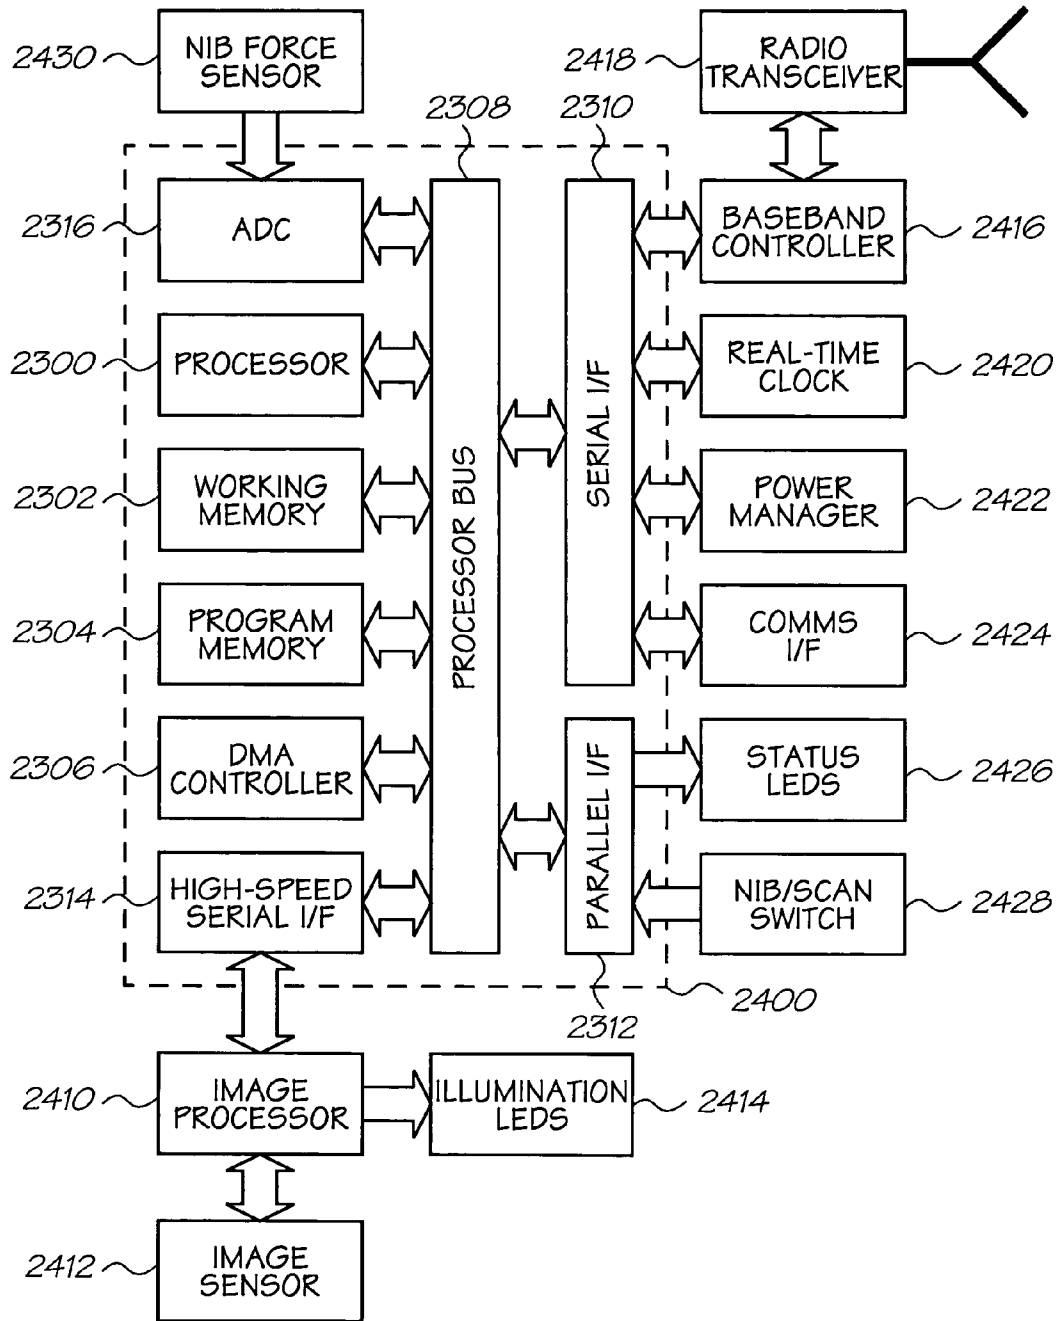 2430
NIB FORCE
SENSOR
2418
RADIO
TRANSCEIVER
2308
2310
2316
ADC
BASEBAND
CONTROLLER
2416
2300
PROCESSOR
REAL-TIME
CLOCK
2420
2302
WORKING
MEMORY
PROCESSOR BUS
SERIAL I/F
POWER
MANAGER
2422
2304
PROGRAM
MEMORY
COMMS
I/F
2424
2306
DMA
CONTROLLER
PARALLEL I/F
STATUS
LEDS
2426
2314
HIGH-SPEED
SERIAL I/F
NIB/SCAN
SWITCH
2428
2312
2400
2410
IMAGE
PROCESSOR
ILLUMINATION
LEDS
2414
2412
IMAGE
SENSOR